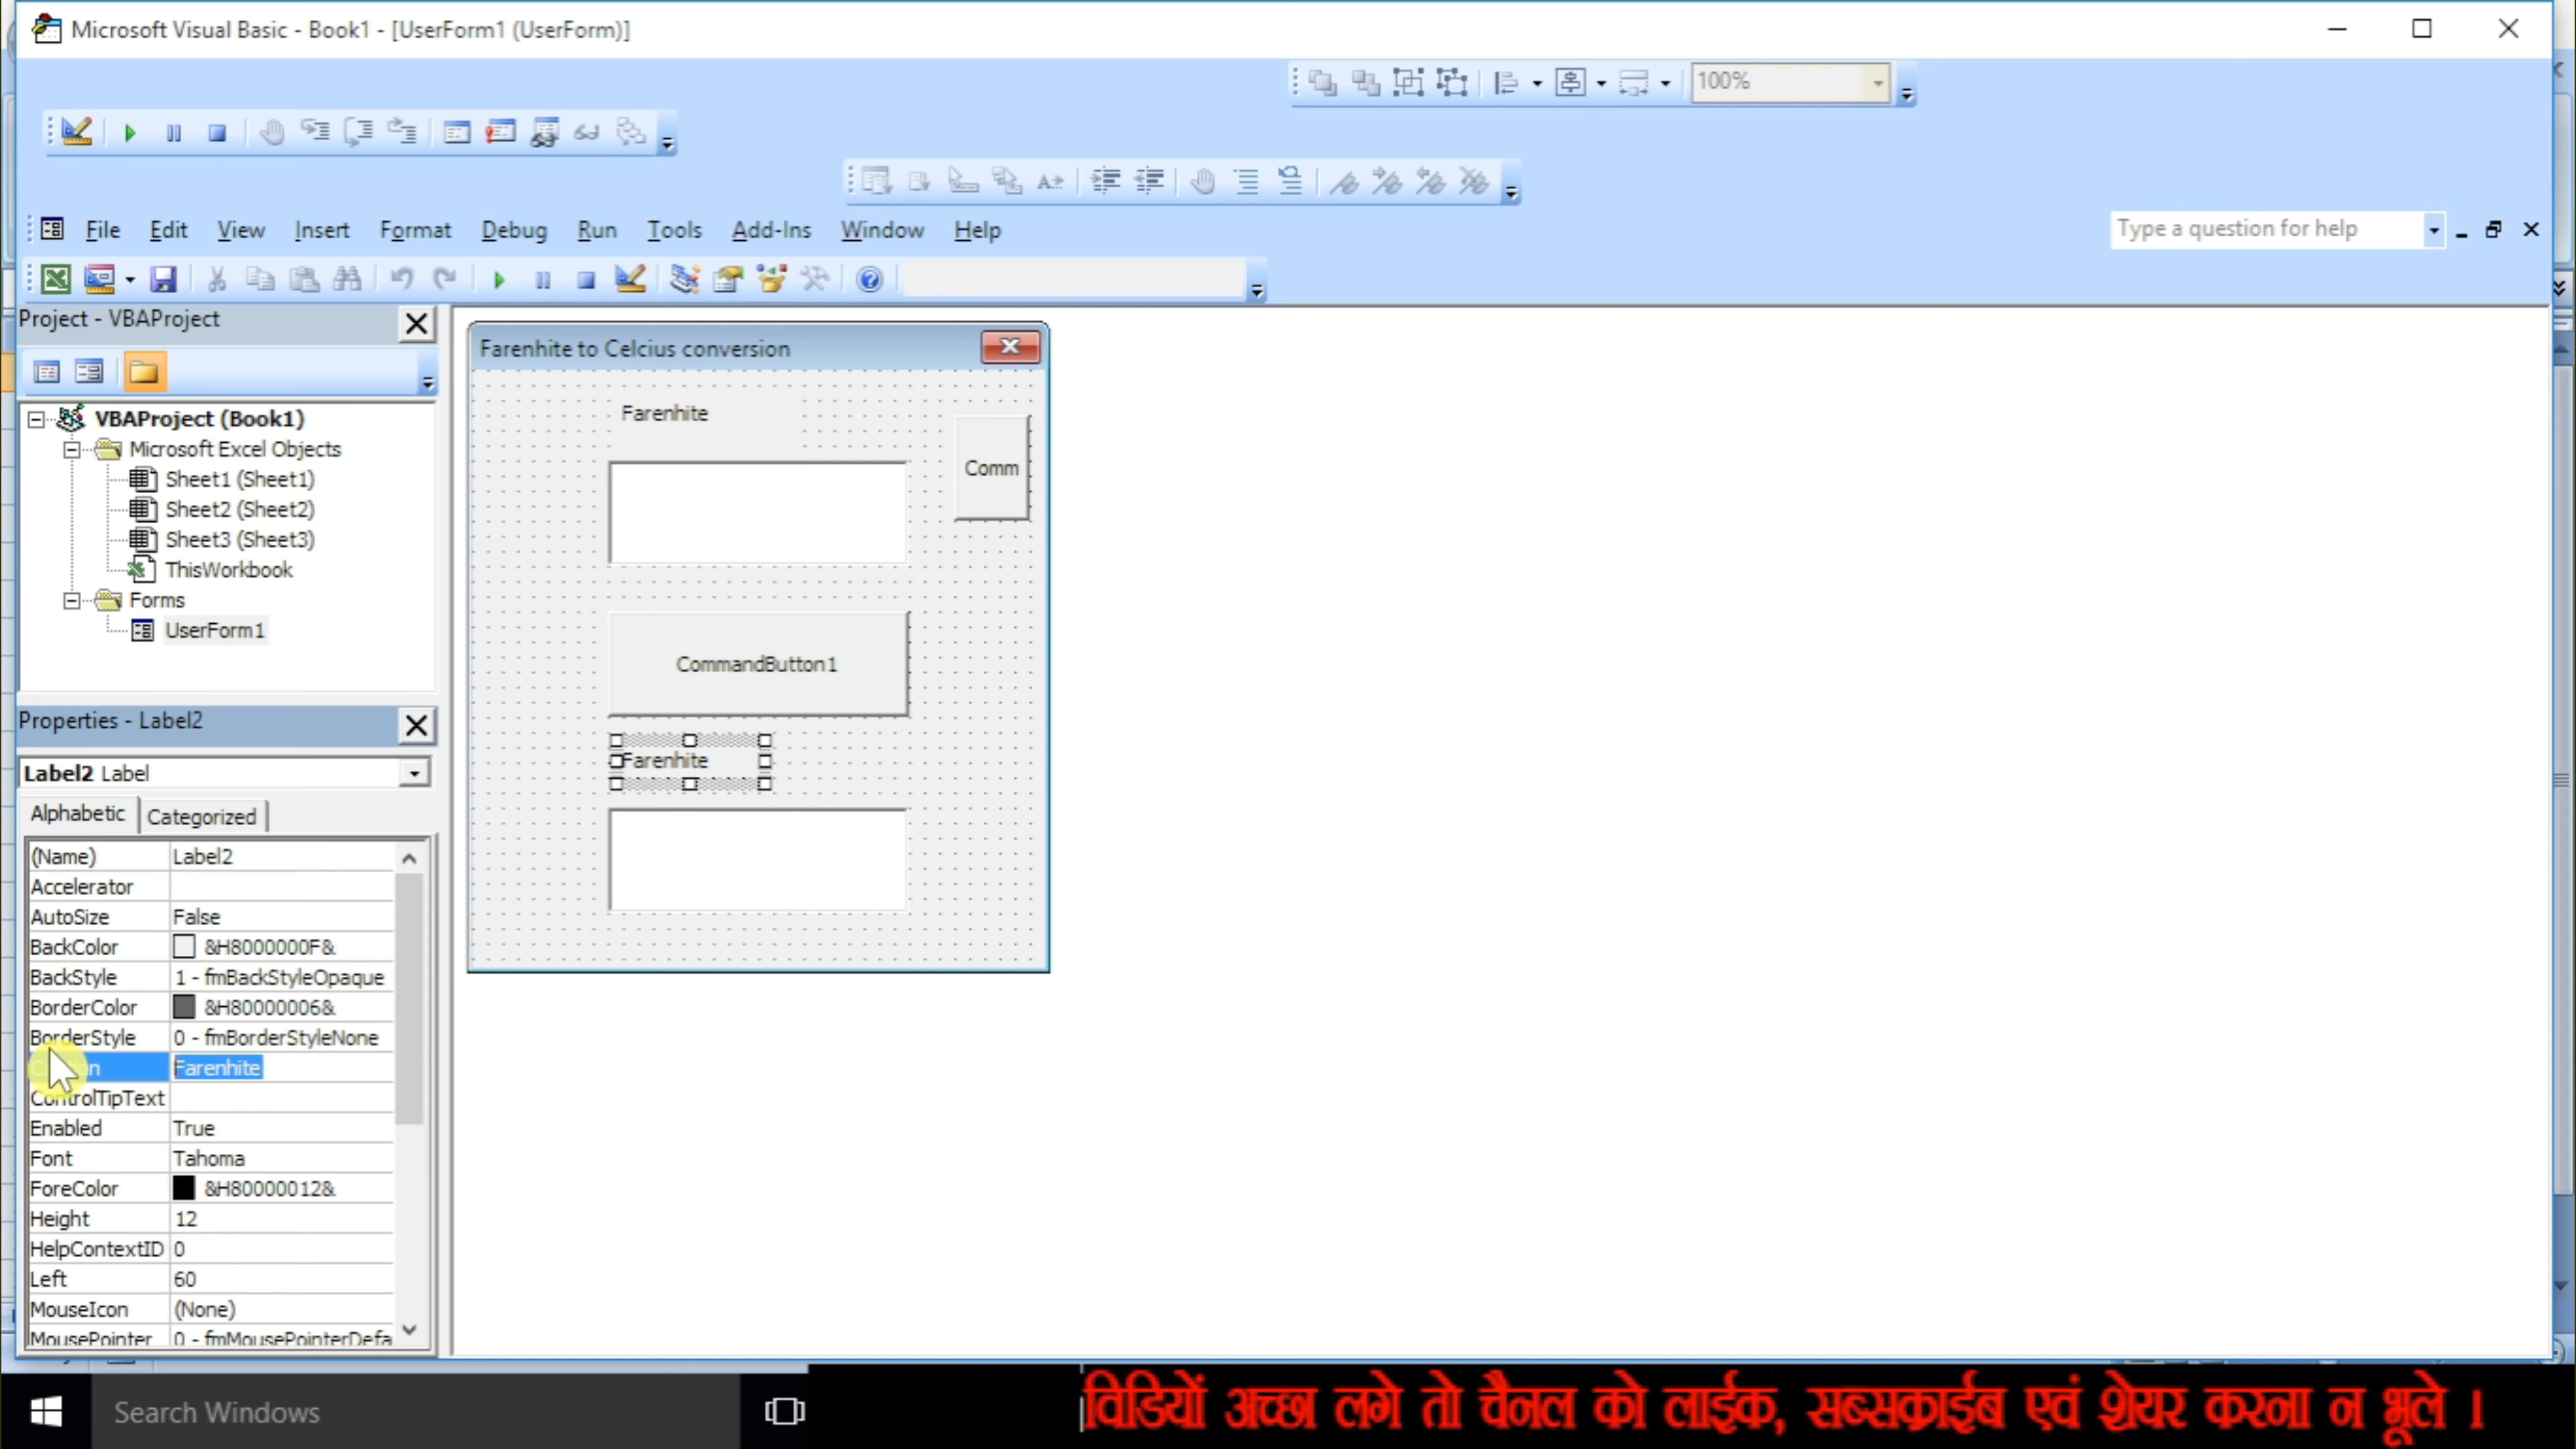 Microsoft Visual Basic - Book1 - [UserForm1 (UserForm)]
100%
File Edit View Insert Format Debug Run Tools Add-Ins Window Help
Type a question for help
Project - VBAProject
VBAProject (Book1)
Microsoft Excel Objects
Sheet1 (Sheet1)
Sheet2 (Sheet2)
Sheet3 (Sheet3)
ThisWorkbook
Forms
UserForm1
Farenhite to Celcius conversion
Farenhite
Comm
CommandButton1
Farenhite
Properties - Label2
Label2 Label
Alphabetic Categorized
(Name) Label2
Accelerator
AutoSize False
BackColor &H8000000F&
BackStyle 1 - fmBackStyleOpaque
BorderColor &H80000006&
BorderStyle 0 - fmBorderStyleNone
Farenhite
ControlTipText
Enabled True
Font Tahoma
ForeColor &H80000012&
Height 12
HelpContextID 0
Left 60
MouseIcon (None)
MousePointer 0 - fmMousePointerDefa
Search Windows
विडियों अच्छा लगे तो चैनल को लाईक, सब्सक्राईब एवं शेयर करना न भूले ।